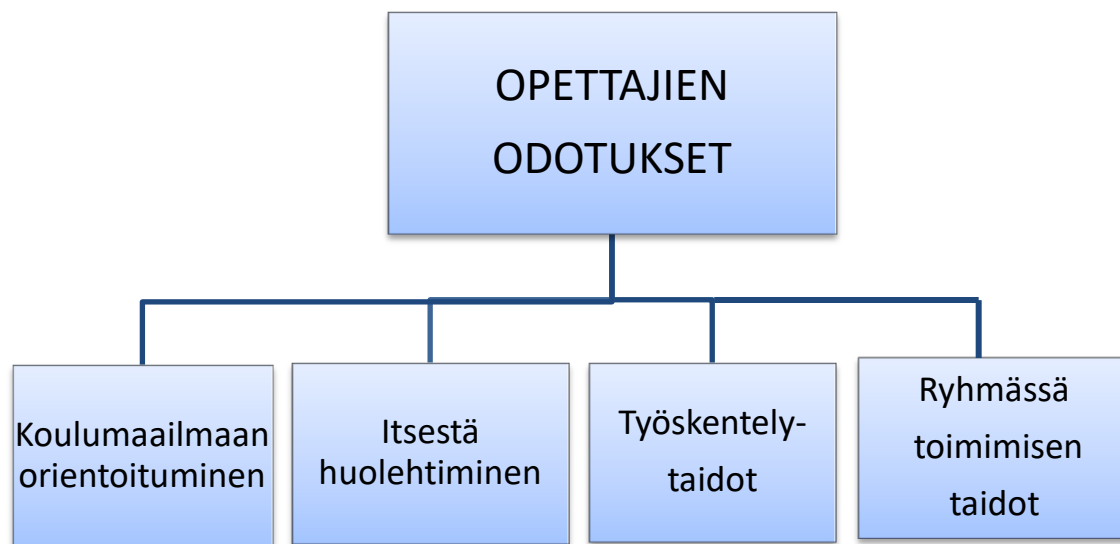 OPETTAJIEN
ODOTUKSET
Koulumaailmaan
orientoituminen
Itsestä
huolehtiminen
Työskentely-
taidot
Ryhmässä
toimimisen
taidot